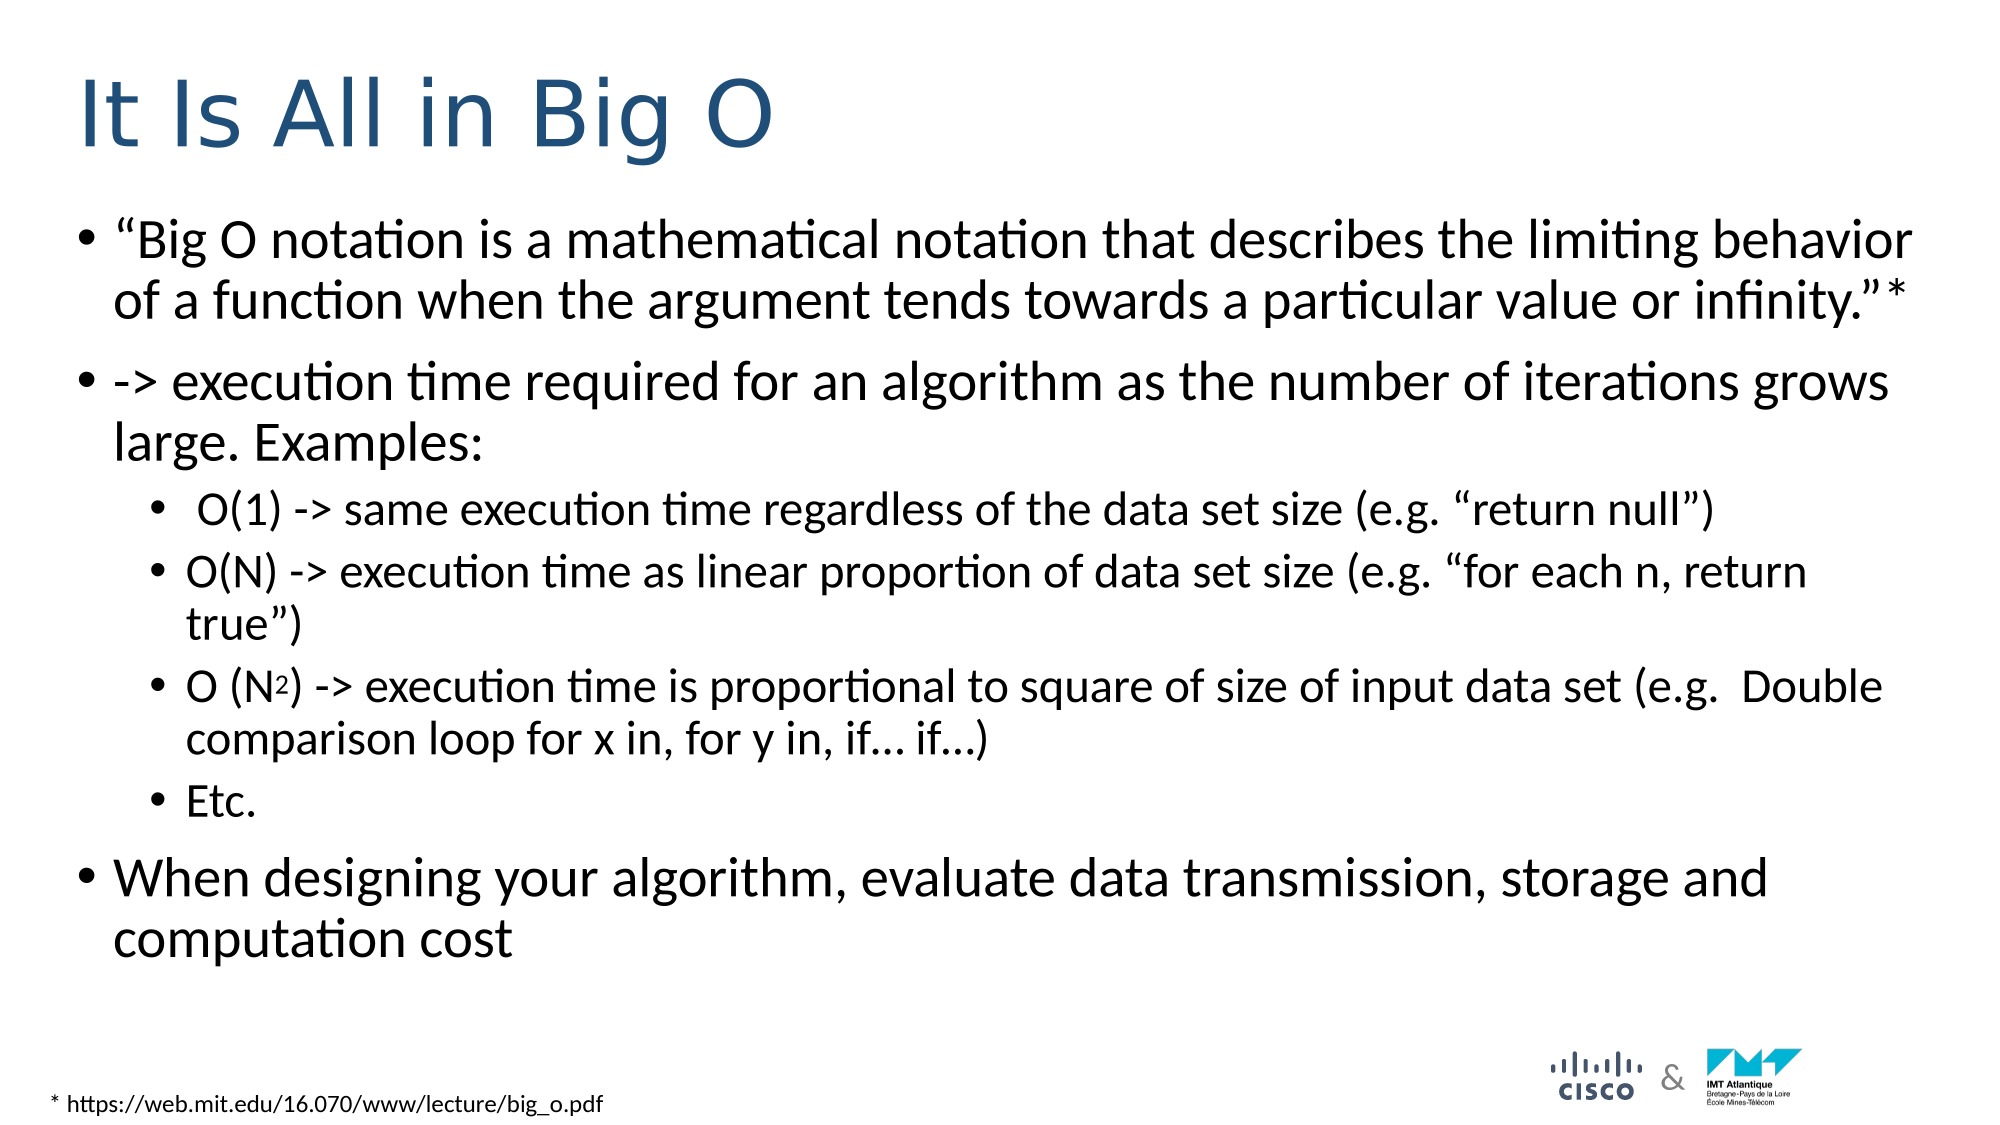 It Is All in Big O
• “Big O notation is a mathematical notation that describes the limiting behavior
of a function when the argument tends towards a particular value or infinity.”*
• -> execution time required for an algorithm as the number of iterations grows
large. Examples:
• O(1) -> same execution time regardless of the data set size (e.g. “return null”)
• O(N) -> execution time as linear proportion of data set size (e.g. “for each n, return
true”)
• O (N²) -> execution time is proportional to square of size of input data set (e.g.  Double
comparison loop for x in, for y in, if… if…)
• Etc.
• When designing your algorithm, evaluate data transmission, storage and
computation cost
* https://web.mit.edu/16.070/www/lecture/big_o.pdf
CISCO
&
IMT Atlantique
Bretagne-Pays de la Loire
École Mines-Télécom